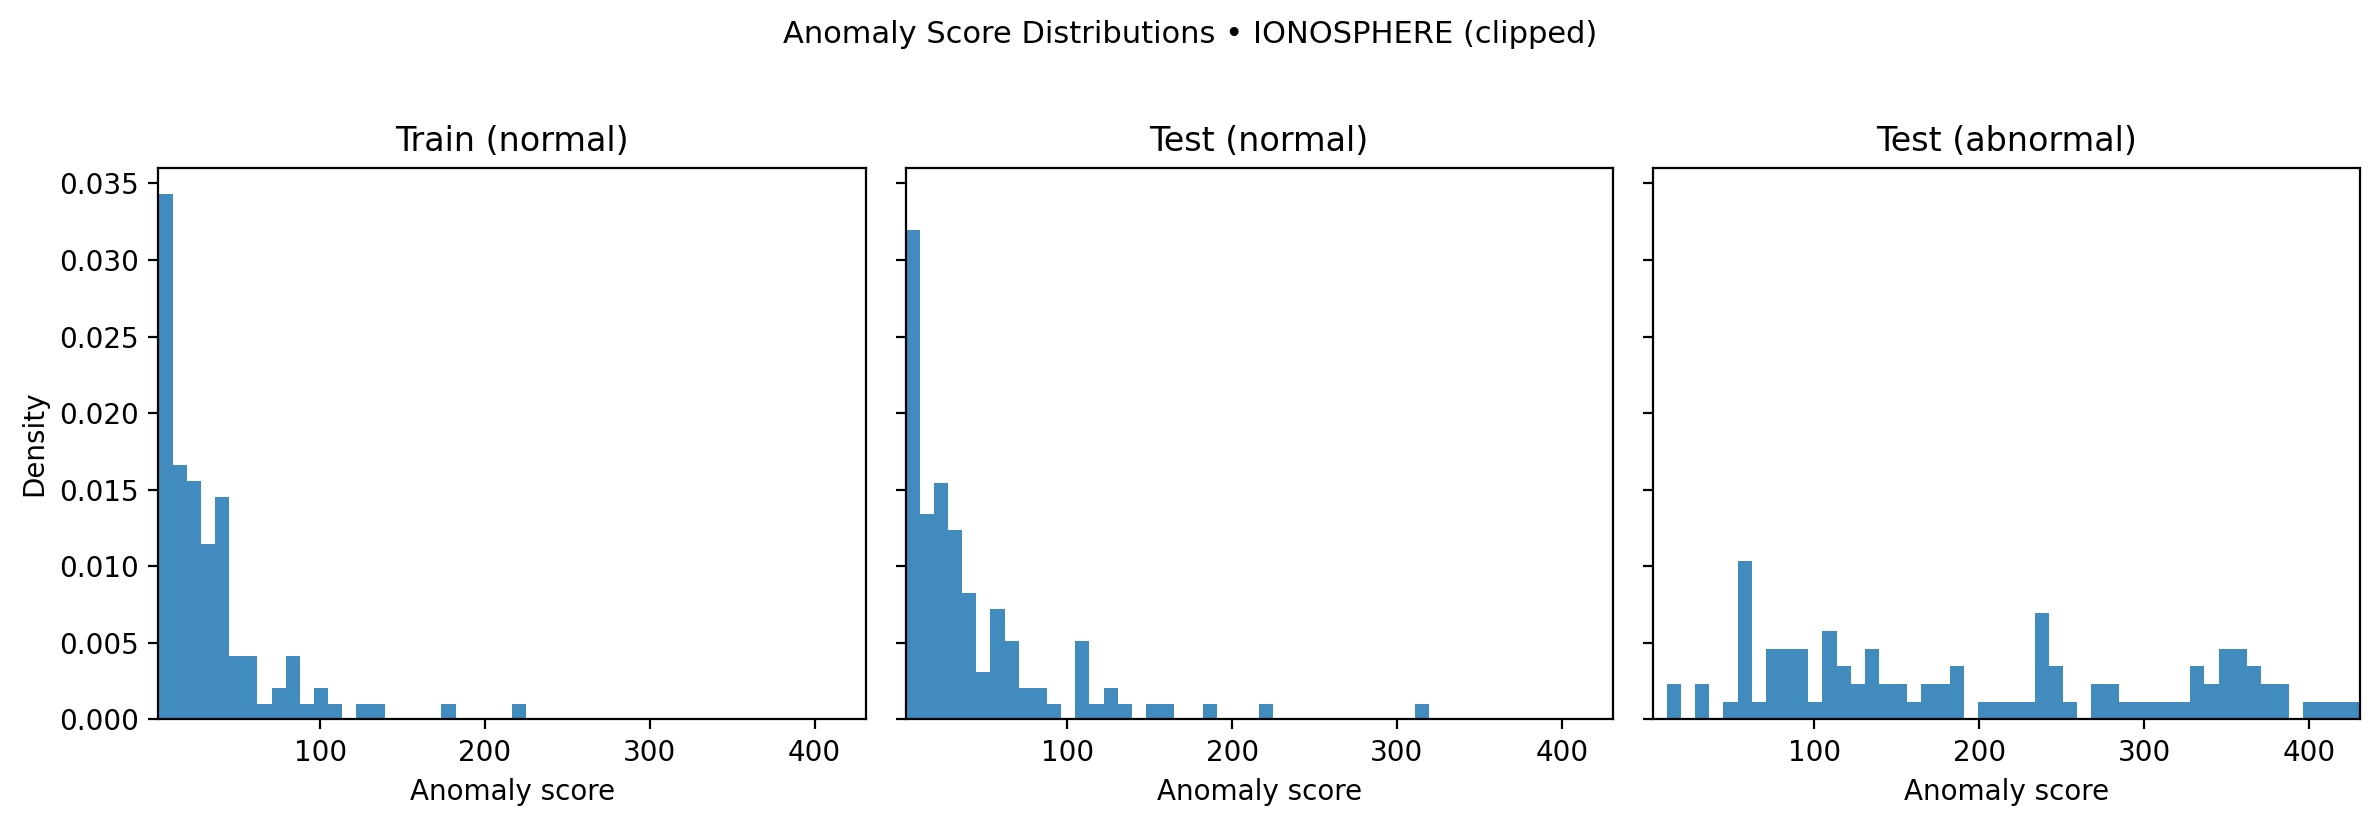 Anomaly Score Distributions • IONOSPHERE (clipped)
Train (normal)
Test (normal)
Test (abnormal)
Density
0.035
0.030
0.025
0.020
0.015
0.010
0.005
0.000
100 200 300 400
100 200 300 400
100 200 300 400
Anomaly score
Anomaly score
Anomaly score